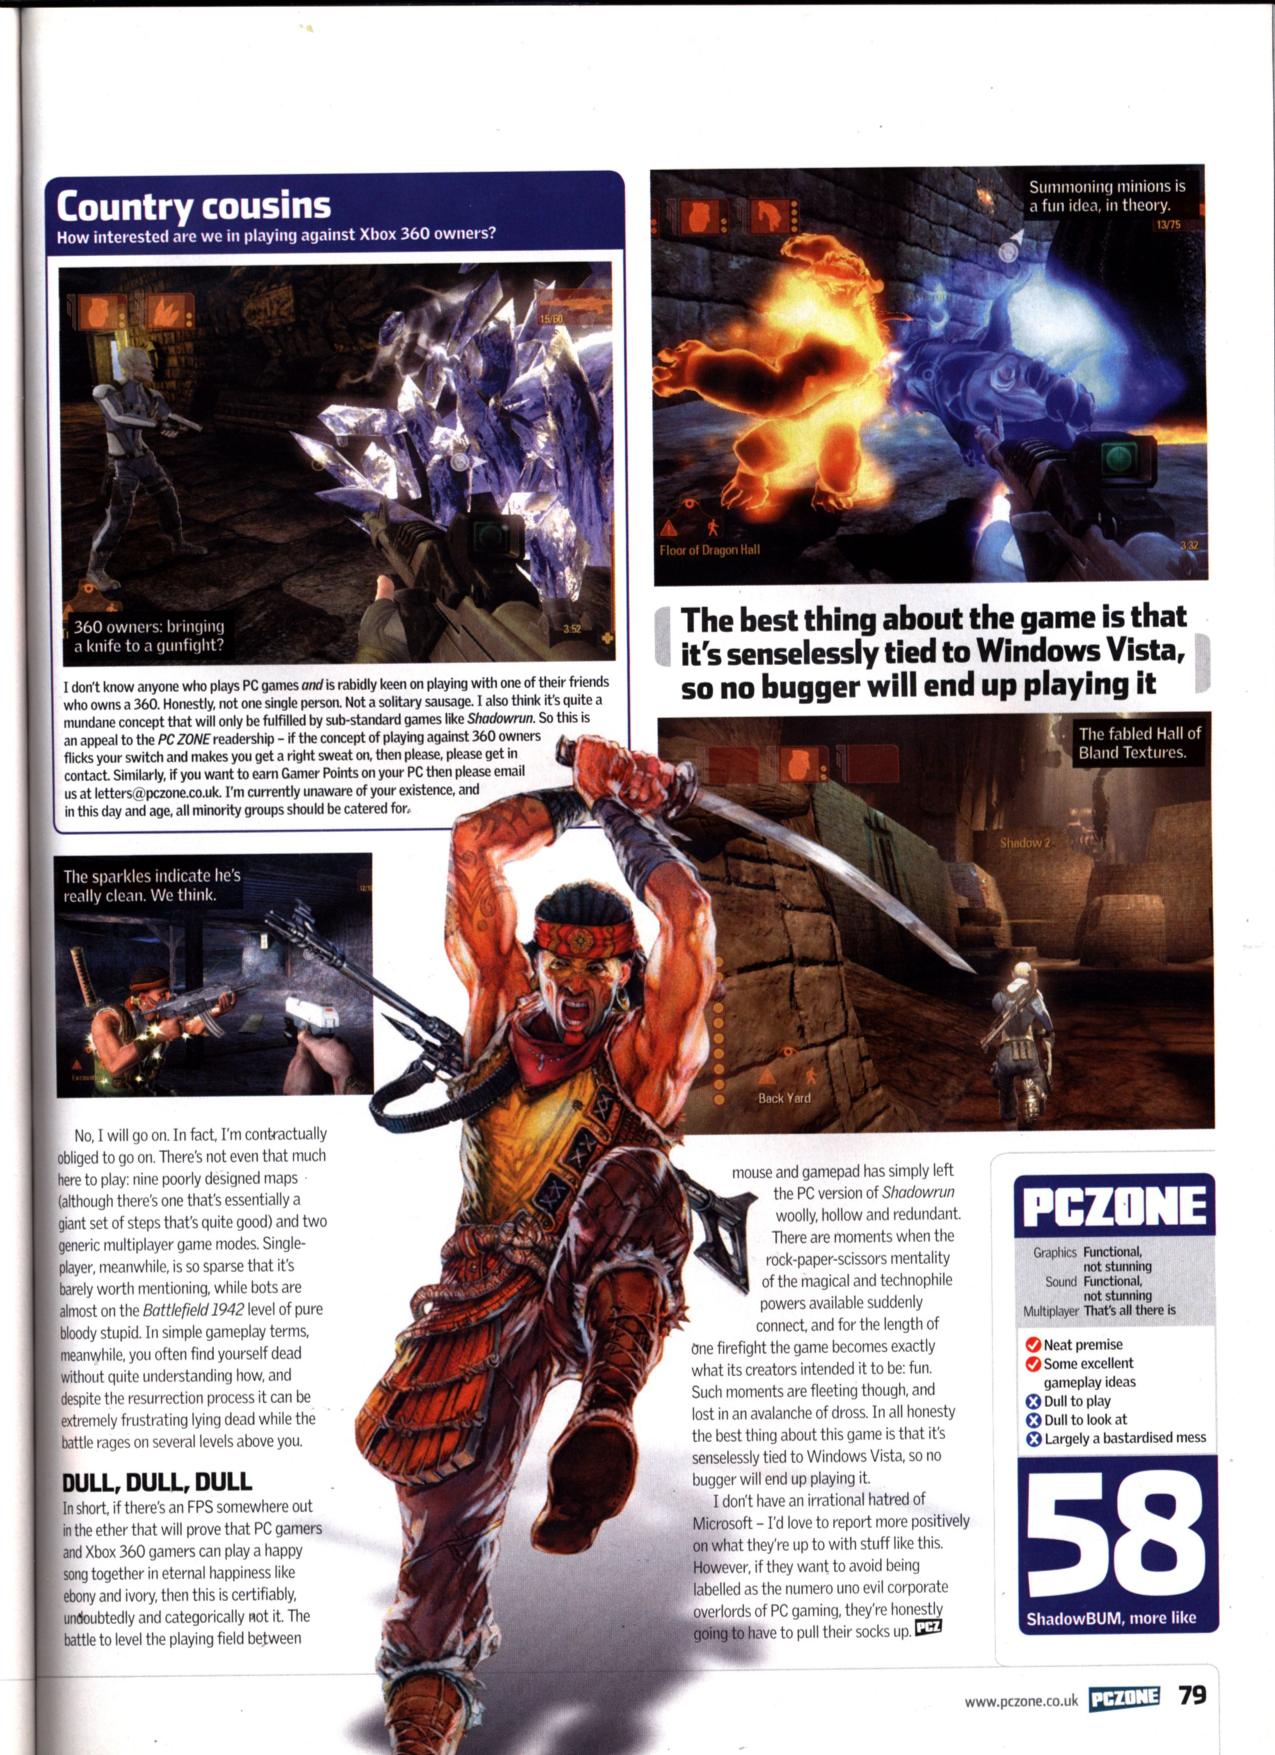 Country cousins
How interested are we in playing against Xbox 360 owners?
15/60
360 owners: bringing
a knife to a gunfight?
3:52
I don't know anyone who plays PC games and is rabidly keen on playing with one of their friends
who owns a 360. Honestly, not one single person. Not a solitary sausage. I also think it's quite a
mundane concept that will only be fulfilled by sub-standard games like Shadowrun. So this is
an appeal to the PC ZONE readership – if the concept of playing against 360 owners
flicks your switch and makes you get a right sweat on, then please, please get in
contact. Similarly, if you want to earn Gamer Points on your PC then please email
us at letters@pczone.co.uk. I'm currently unaware of your existence, and
in this day and age, all minority groups should be catered for.
Summoning minions is
a fun idea, in theory.
13/75
Floor of Dragon Hall
3:32
The best thing about the game is that
it's senselessly tied to Windows Vista,
so no bugger will end up playing it
The fabled Hall of
Bland Textures.
Shadow 2
Back Yard
The sparkles indicate he's
really clean. We think.
No, I will go on. In fact, I'm contractually
obliged to go on. There's not even that much
here to play: nine poorly designed maps
(although there's one that's essentially a
giant set of steps that's quite good) and two
generic multiplayer game modes. Single-
player, meanwhile, is so sparse that it's
barely worth mentioning, while bots are
almost on the Battlefield 1942 level of pure
bloody stupid. In simple gameplay terms,
meanwhile, you often find yourself dead
without quite understanding how, and
despite the resurrection process it can be
extremely frustrating lying dead while the
battle rages on several levels above you.
DULL, DULL, DULL
In short, if there's an FPS somewhere out
in the ether that will prove that PC gamers
and Xbox 360 gamers can play a happy
song together in eternal happiness like
ebony and ivory, then this is certifiably,
undoubtedly and categorically not it. The
battle to level the playing field between
mouse and gamepad has simply left
the PC version of Shadowrun
woolly, hollow and redundant.
There are moments when the
rock-paper-scissors mentality
of the magical and technophile
powers available suddenly
connect, and for the length of
one firefight the game becomes exactly
what its creators intended it to be: fun.
Such moments are fleeting though, and
lost in an avalanche of dross. In all honesty
the best thing about this game is that it's
senselessly tied to Windows Vista, so no
bugger will end up playing it.
I don't have an irrational hatred of
Microsoft – I'd love to report more positively
on what they're up to with stuff like this.
However, if they want to avoid being
labelled as the numero uno evil corporate
overlords of PC gaming, they're honestly
going to have to pull their socks up. PCZ
PCZONE
Graphics Functional,
not stunning
Sound Functional,
not stunning
Multiplayer That's all there is
Neat premise
Some excellent
gameplay ideas
Dull to play
Dull to look at
Largely a bastardised mess
58
ShadowBUM, more like
www.pczone.co.uk PCZONE 79